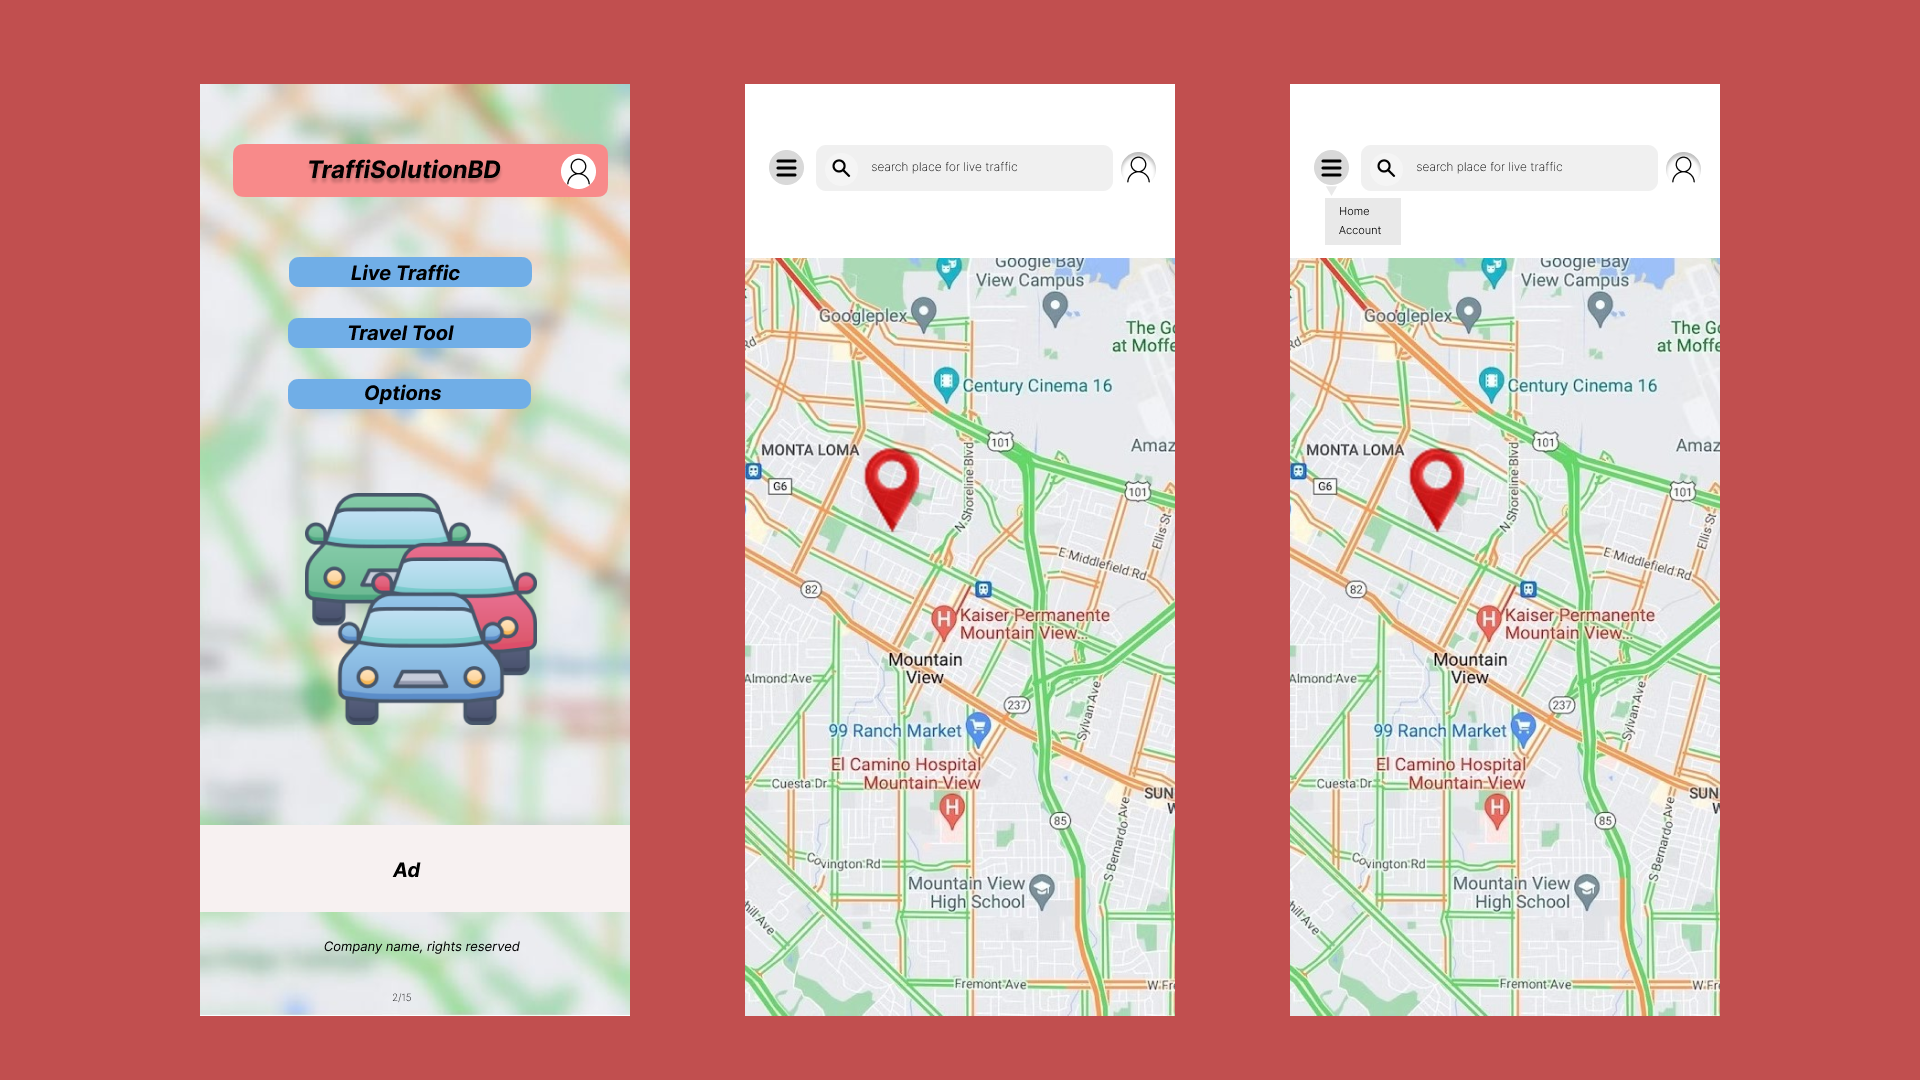 TraffiSolutionBD
Live Traffic
Travel Tool
Options
Ad
Company name, rights reserved
2/15
search place for live traffic
Google Bay
View Campus
Googleplex
The Go
at Moffe
Rd
Century Cinema 16
101
Amaz
MONTA LOMA
G6
N Shoreline Blvd
101
Ellis St
E Middlefield Rd
82
H
Kaiser Permanente
Mountain View...
Mountain
View
Almond Ave
237
Sylvan Ave
99 Ranch Market
El Camino Hospital
Mountain View
H
Cuesta Dr
SUN
W
85
S Bernardo Ave
Covington Rd
Mountain View
High School
hill Ave
Fremont Ave
W Fr
search place for live traffic
Home
Account
Google Bay
View Campus
Googleplex
The Go
at Moffe
Rd
Century Cinema 16
101
Amaz
MONTA LOMA
G6
N Shoreline Blvd
101
Ellis St
E Middlefield Rd
82
H
Kaiser Permanente
Mountain View...
Mountain
View
Almond Ave
237
Sylvan Ave
99 Ranch Market
El Camino Hospital
Mountain View
H
Cuesta Dr
SUN
W
85
S Bernardo Ave
Covington Rd
Mountain View
High School
hill Ave
Fremont Ave
W Fr